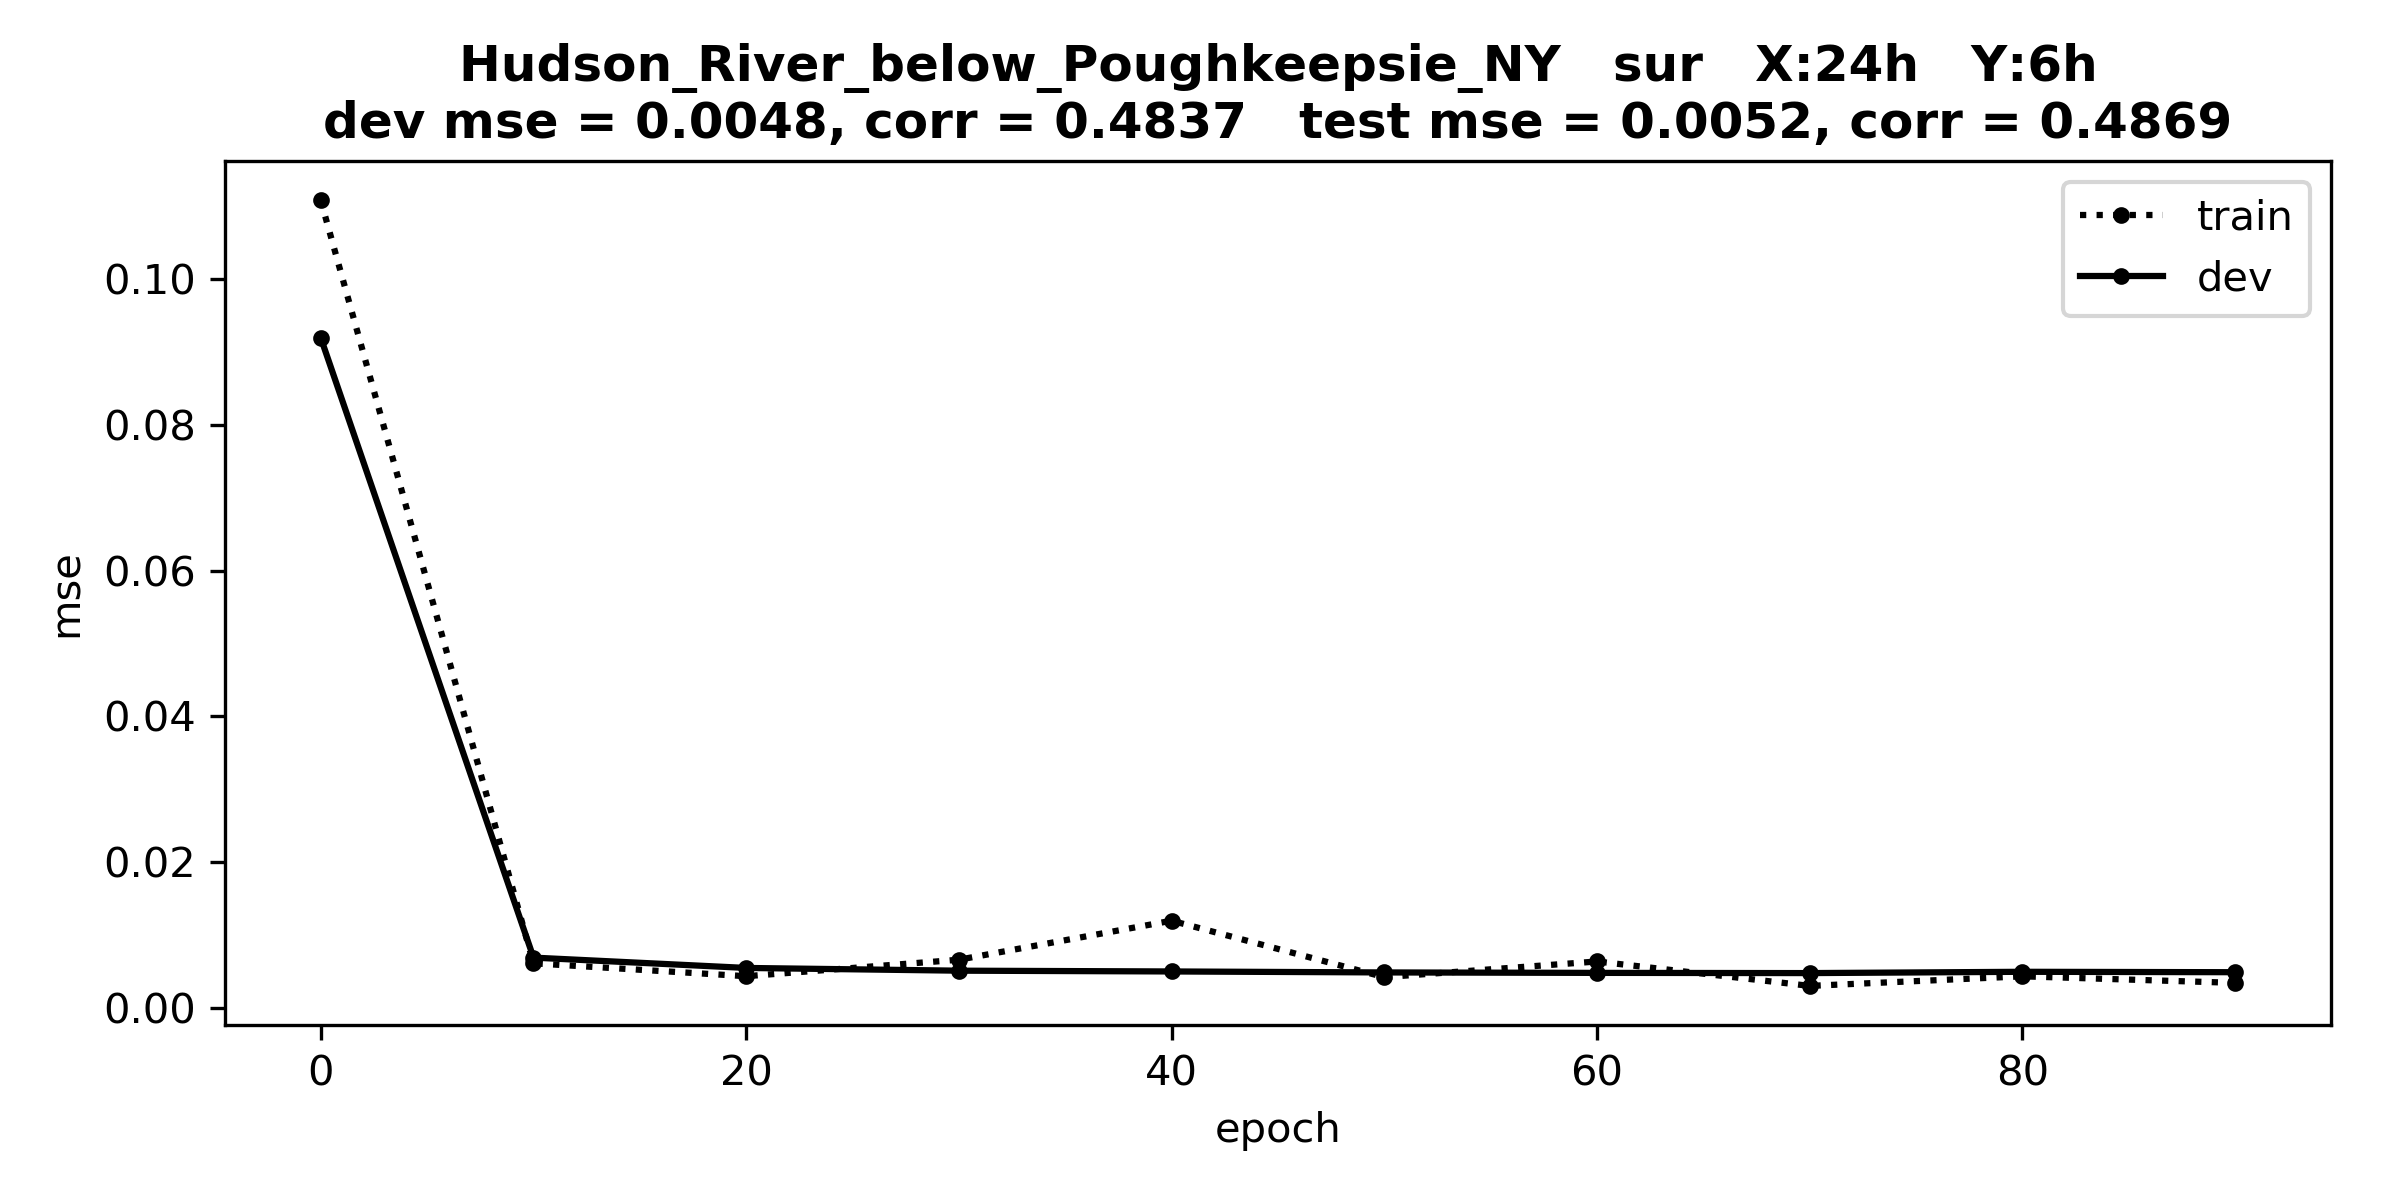 Hudson_River_below_Poughkeepsie_NY   sur   X:24h   Y:6h
dev mse = 0.0048, corr = 0.4837   test mse = 0.0052, corr = 0.4869
train
dev
0.10
0.08
0.06
0.04
0.02
0.00
mse
0 20 40 60 80
epoch